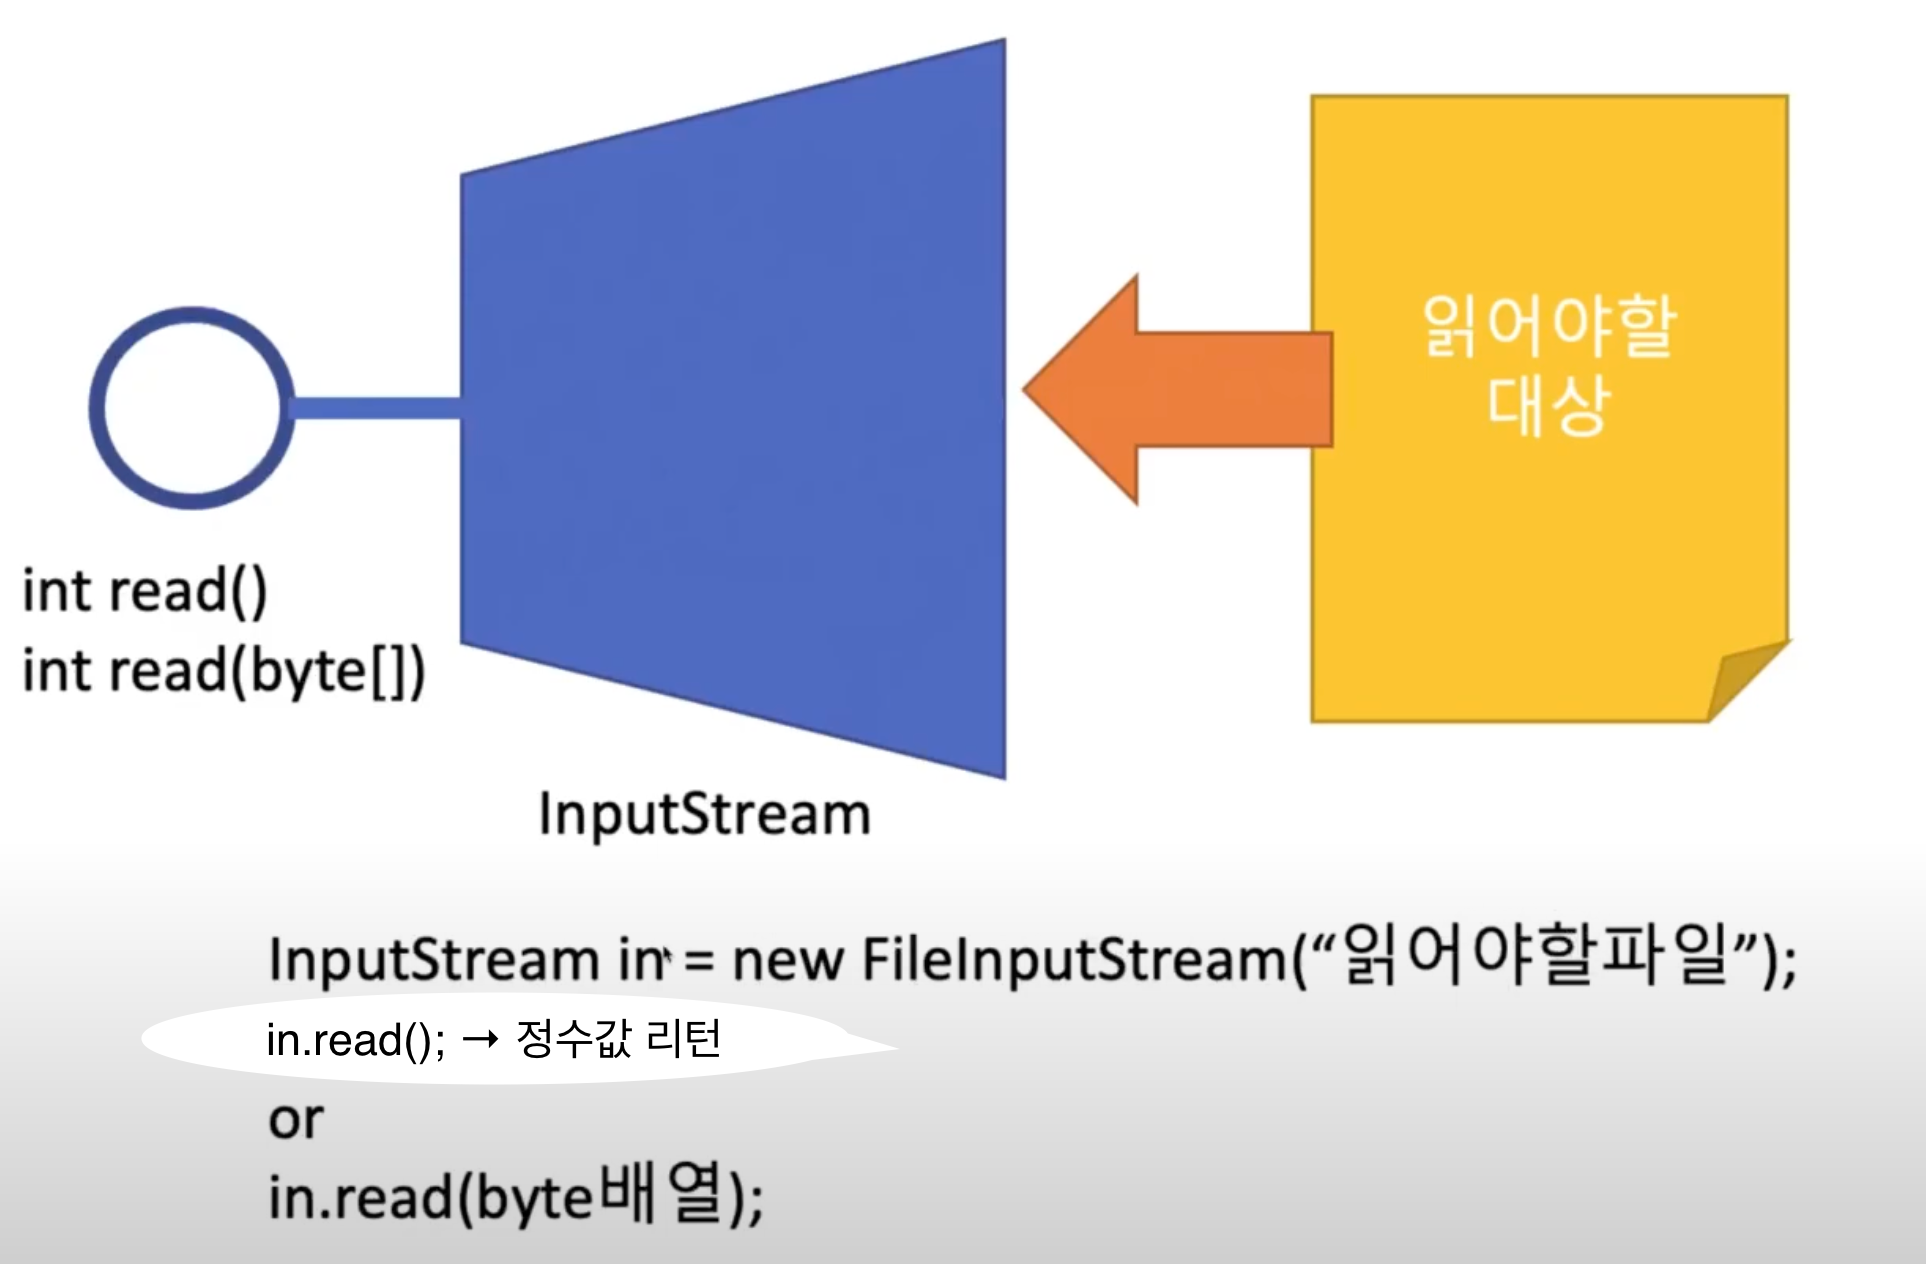 읽어야할
대상
int read()
int read(byte[])
InputStream
InputStream in = new FileInputStream(“읽어야할파일”);
in.read(); → 정수값 리턴
or
in.read(byte배열);